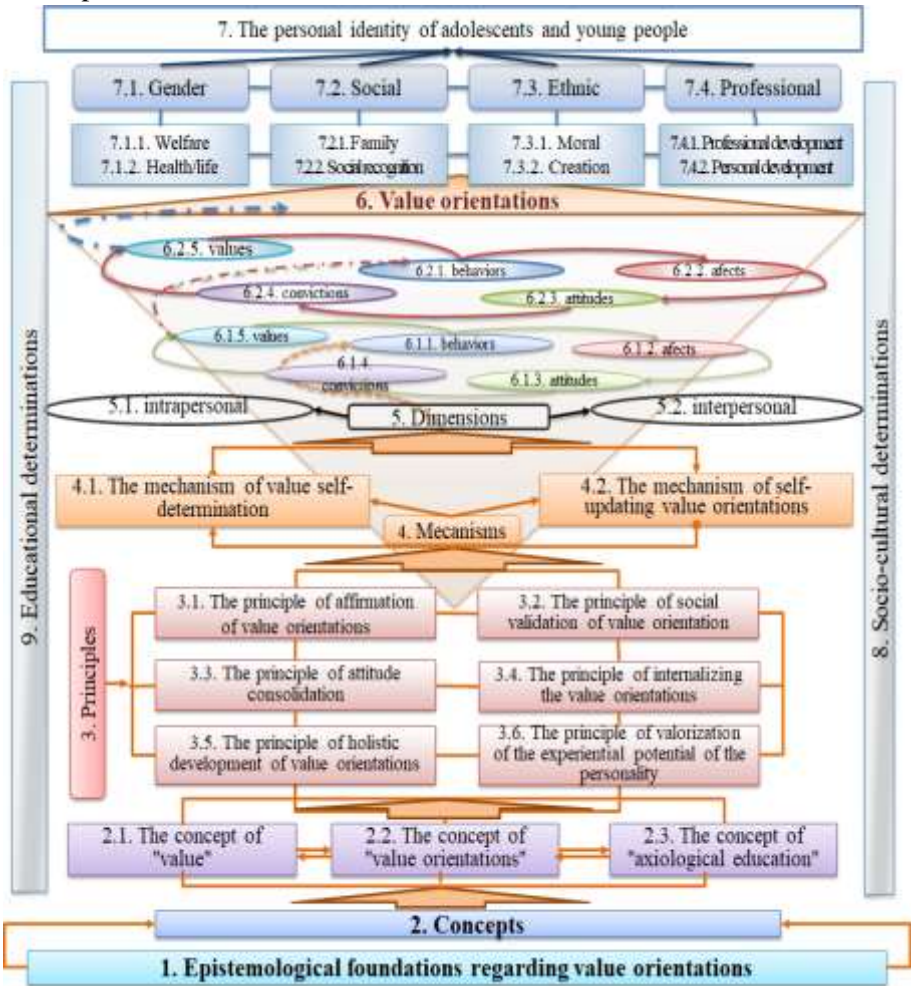 7. The personal identity of adolescents and young people
7.1. Gender
7.2. Social
7.3. Ethnic
7.4. Professional
7.1.1. Welfare
7.1.2. Health/life
7.2.1. Family
7.2.2. Social recognition
7.3.1. Moral
7.3.2. Creation
7.4.1. Professional development
7.4.2. Personal development
6. Value orientations
6.2.5. values
6.2.1. behaviors
6.2.2. afects
6.2.4. convictions
6.2.3. attitudes
6.1.5. values
6.1.1. behaviors
6.1.2. afects
6.1.4.
convictions
6.1.3. attitudes
5.1. intrapersonal
5. Dimensions
5.2. interpersonal
4.1. The mechanism of value self-
determination
4.2. The mechanism of self-
updating value orientations
4. Mecanisms
3. Principles
3.1. The principle of affirmation
of value orientations
3.2. The principle of social
validation of value orientation
3.3. The principle of attitude
consolidation
3.4. The principle of internalizing
the value orientations
3.5. The principle of holistic
development of value orientations
3.6. The principle of valorization
of the experiential potential of the
personality
2.1. The concept of
"value"
2.2. The concept of
"value orientations"
2.3. The concept of
"axiological education"
2. Concepts
1. Epistemological foundations regarding value orientations
9. Educational determinations
8. Socio-cultural determinations